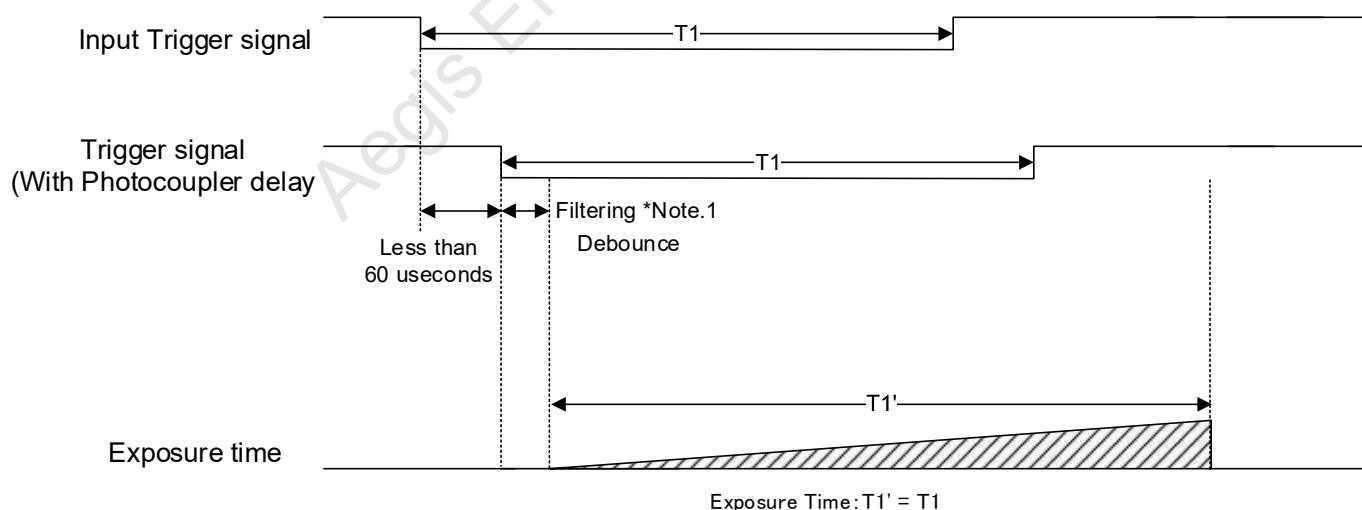 Input Trigger signal
T1
Trigger signal
(With Photocoupler delay
T1
Filtering *Note.1
Debounce
Less than
60 useconds
T1'
Exposure time
Exposure Time: T1' = T1
Aegis